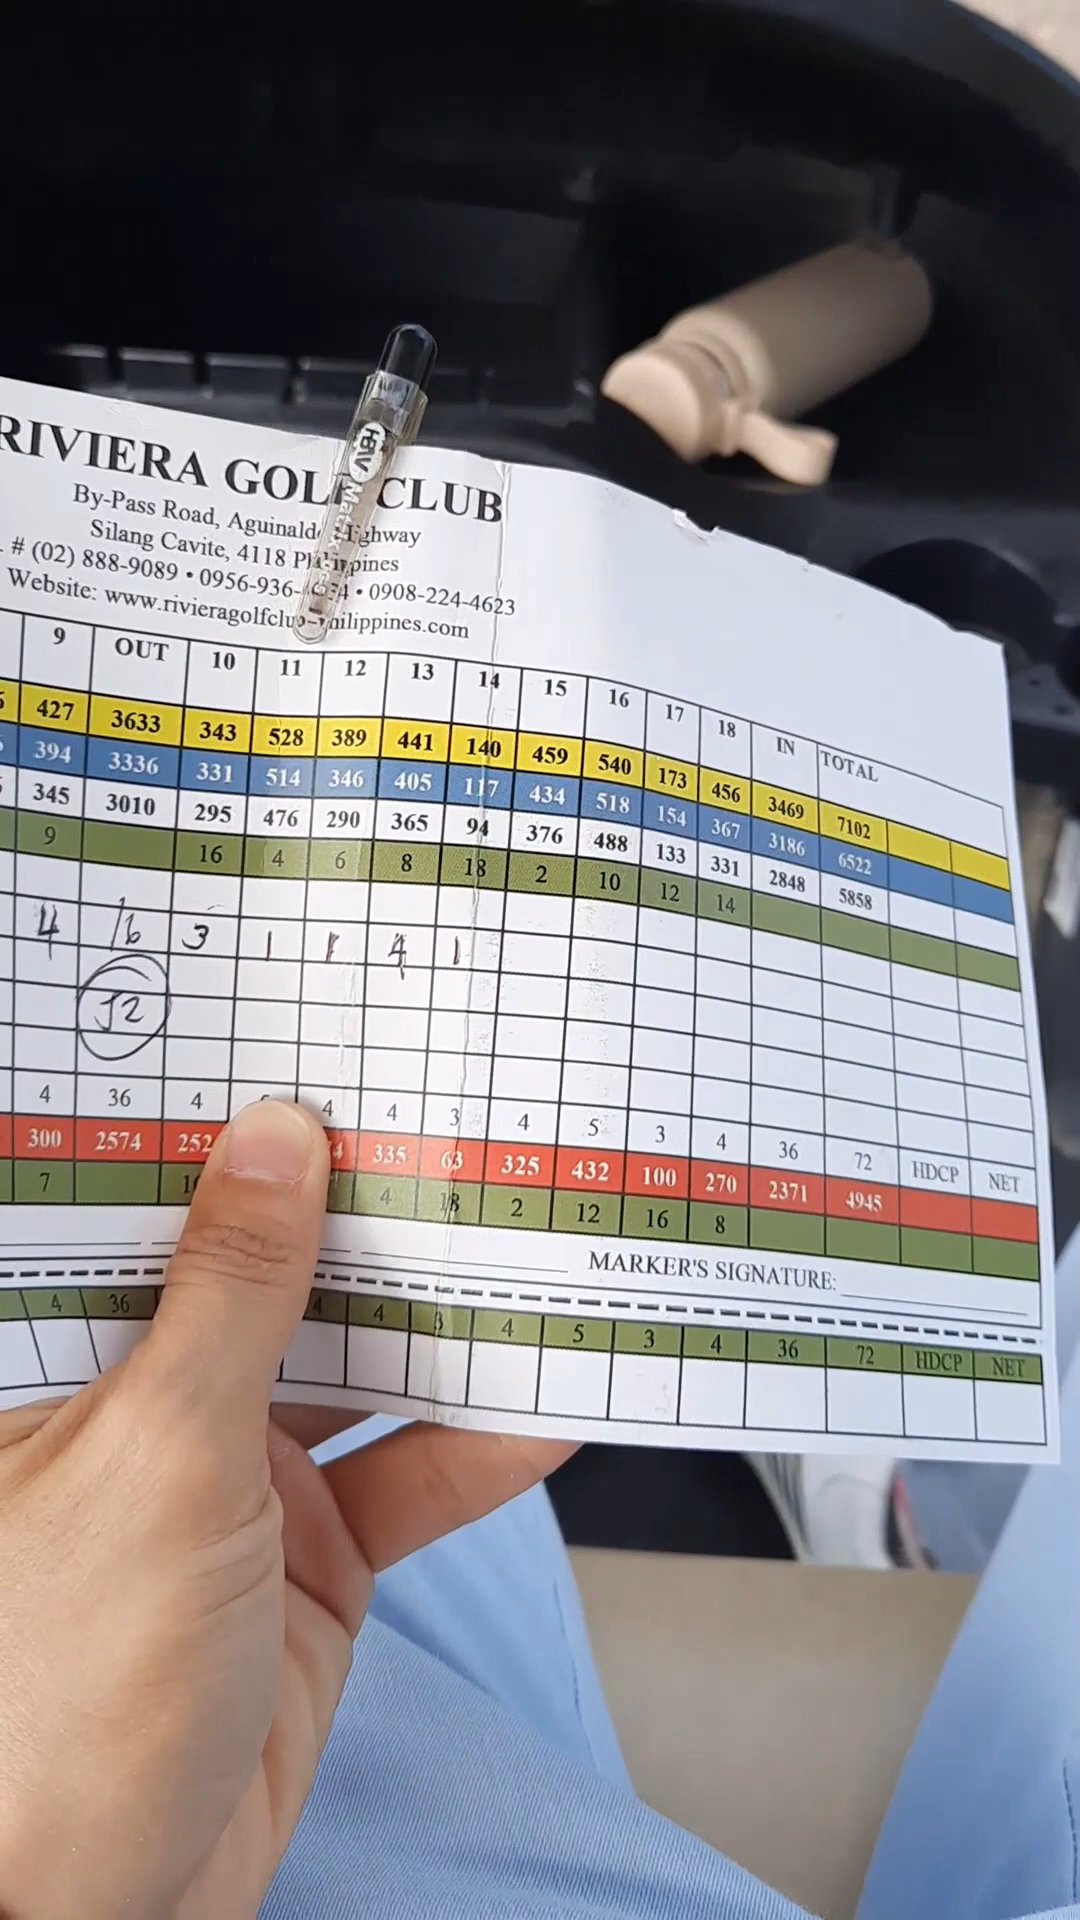 RIVIERA GOLF CLUB
By-Pass Road, Aguinaldo Highway
Silang Cavite, 4118 Philippines
# (02) 888-9089 • 0956-936- 4 • 0908-224-4623
Website: www.rivieragolfclub-philippines.com
HBW Matrix
9 OUT 10 11 12 13 14 15 16 17 18 IN TOTAL
427 3633 343 528 389 441 140 459 540 173 456 3469 7102
394 3336 331 514 346 405 117 434 518 154 367 3186 6522
345 3010 295 476 290 365 94 376 488 133 331 2848 5858
9 16 4 6 8 18 2 10 12 14
4 16 3 1 1 4 1
52
4 36 4 4 4 3 4 5 3 4 36 72 HDCP NET
300 2574 252 4 335 63 325 432 100 270 2371 4945
7 4 18 2 12 16 8
MARKER'S SIGNATURE:
4 36 4 4 3 4 5 3 4 36 72 HDCP NET